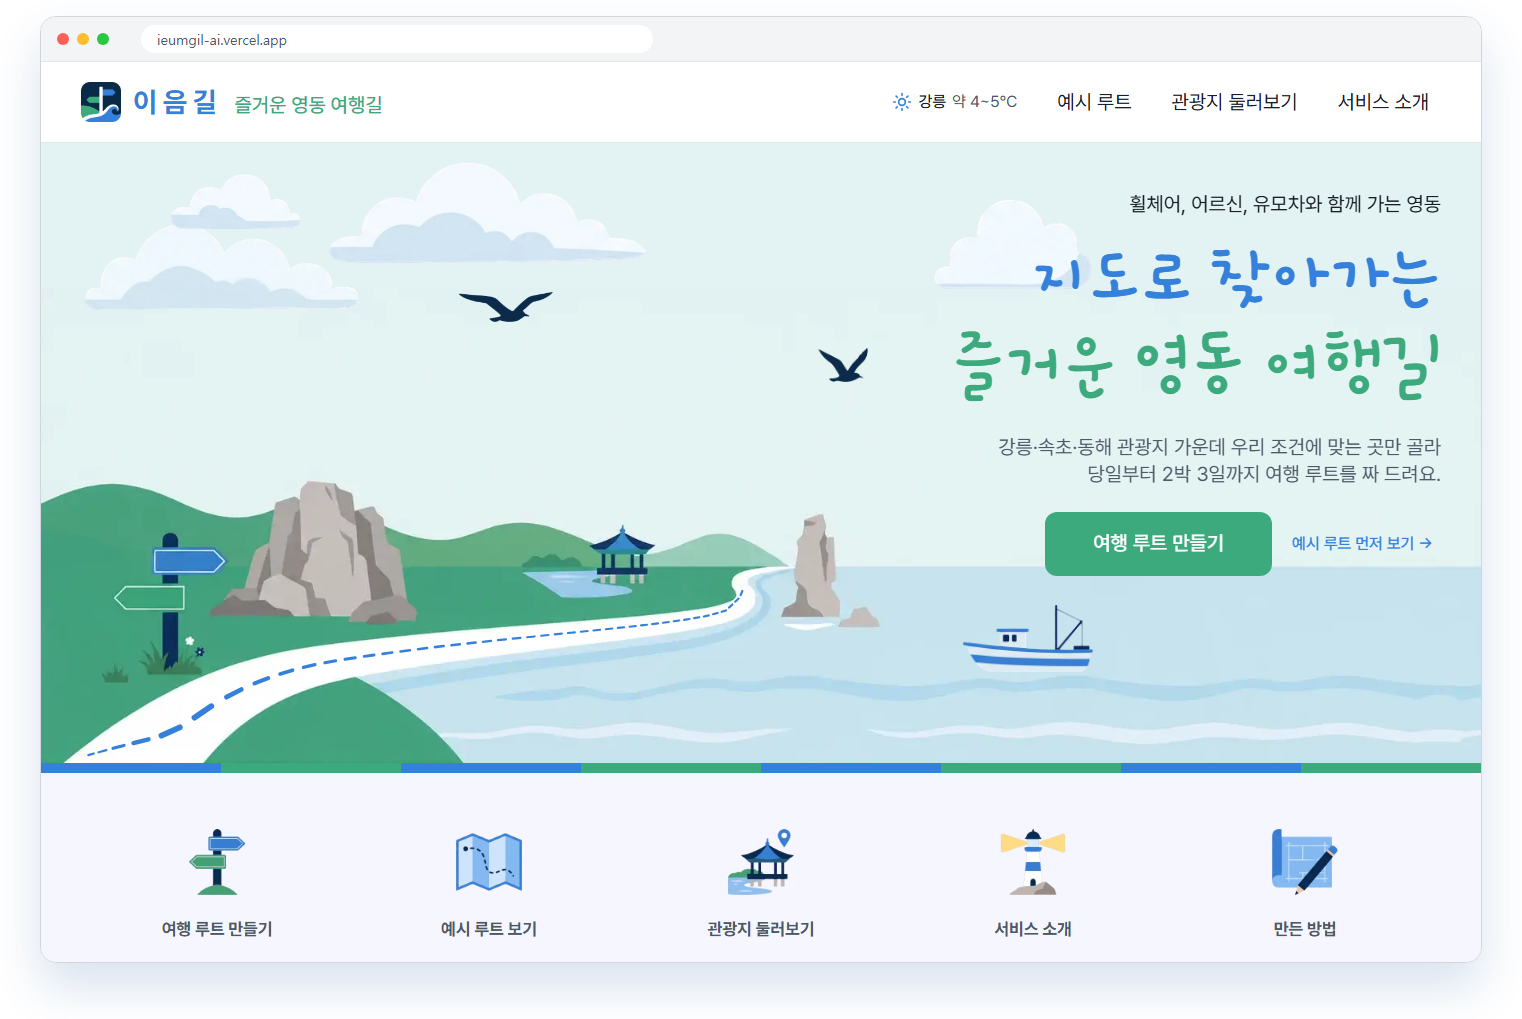 ieumgil-ai.vercel.app
이음길 즐거운 영동 여행길
강릉 약 4~5°C 예시 루트 관광지 둘러보기 서비스 소개
휠체어, 어르신, 유모차와 함께 가는 영동
지도로 찾아가는
즐거운 영동 여행길
강릉·속초·동해 관광지 가운데 우리 조건에 맞는 곳만 골라
당일부터 2박 3일까지 여행 루트를 짜 드려요.
여행 루트 만들기 예시 루트 먼저 보기 →
여행 루트 만들기
예시 루트 보기
관광지 둘러보기
서비스 소개
만든 방법